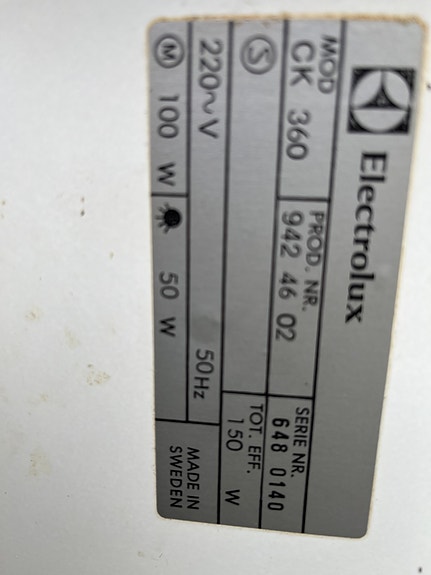 Electrolux
MOD
CK 360
PROD. NR.
942 46 02
SERIE NR.
648 0140
S
TOT. EFF.
150 W
220~V
50Hz
M 100 W
50 W
MADE IN
SWEDEN